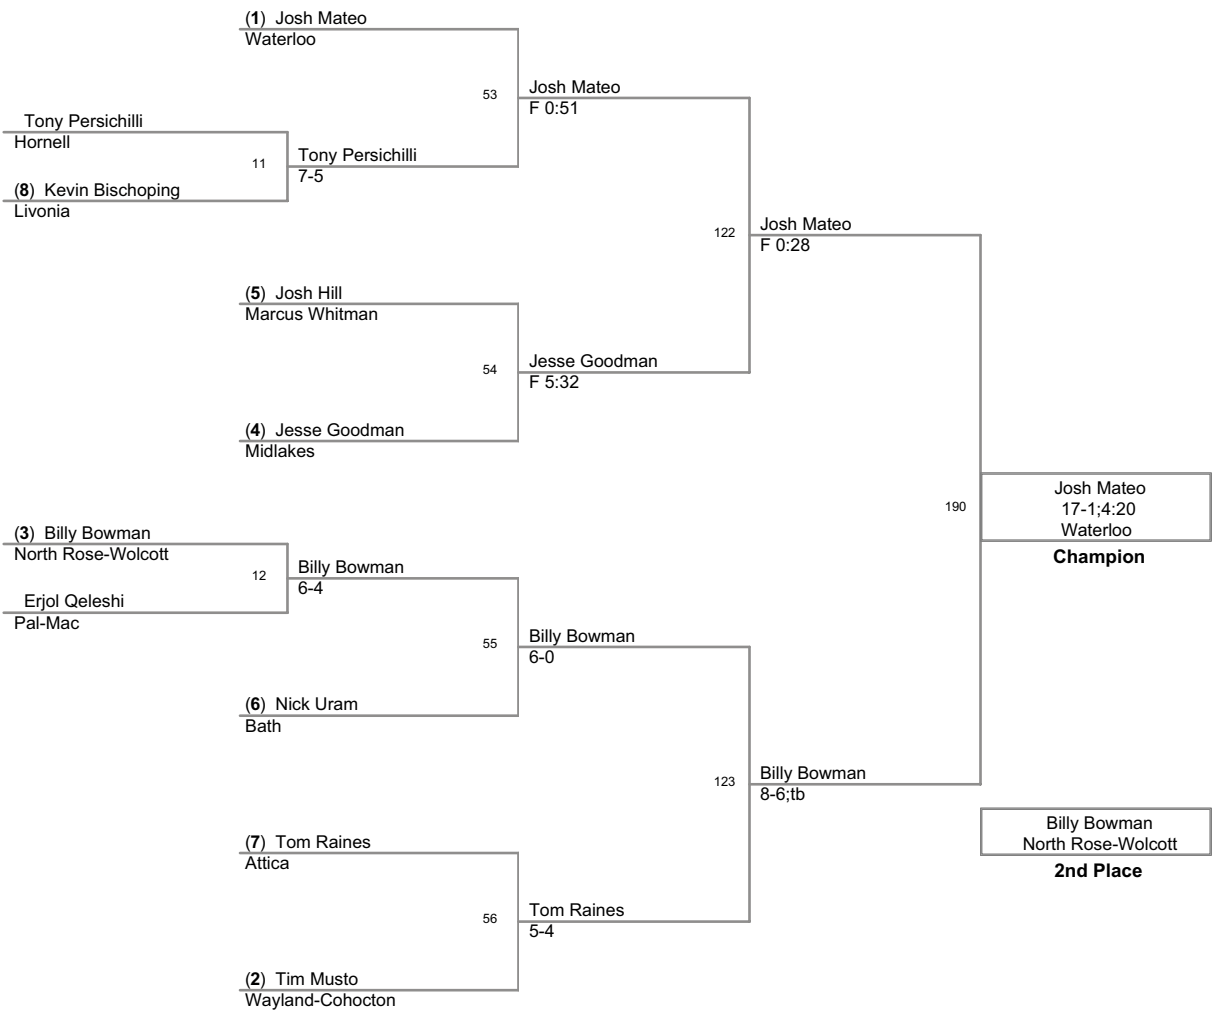 (1) Josh Mateo
Waterloo
53
Josh Mateo
F 0:51
Tony Persichilli
Hornell
11
Tony Persichilli
7-5
(8) Kevin Bischoping
Livonia
122
Josh Mateo
F 0:28
(5) Josh Hill
Marcus Whitman
54
Jesse Goodman
F 5:32
(4) Jesse Goodman
Midlakes
190
Josh Mateo
17-1;4:20
Waterloo
Champion
(3) Billy Bowman
North Rose-Wolcott
12
Billy Bowman
6-4
Erjol Qeleshi
Pal-Mac
55
Billy Bowman
6-0
(6) Nick Uram
Bath
123
Billy Bowman
8-6;tb
Billy Bowman
North Rose-Wolcott
2nd Place
(7) Tom Raines
Attica
56
Tom Raines
5-4
(2) Tim Musto
Wayland-Cohocton